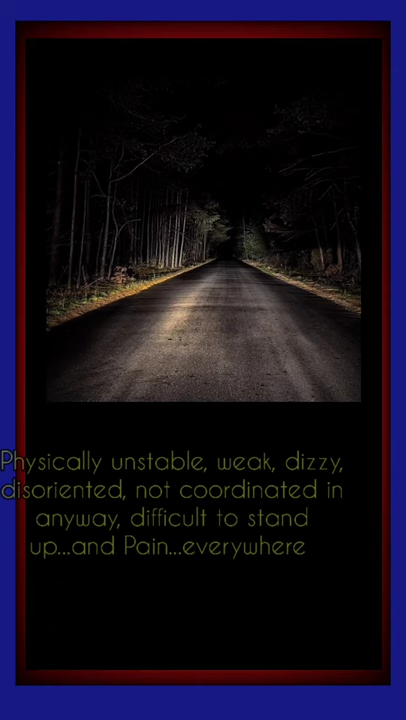 Physically unstable, weak, dizzy,
disoriented, not coordinated in
anyway, difficult to stand
up...and Pain...everywhere